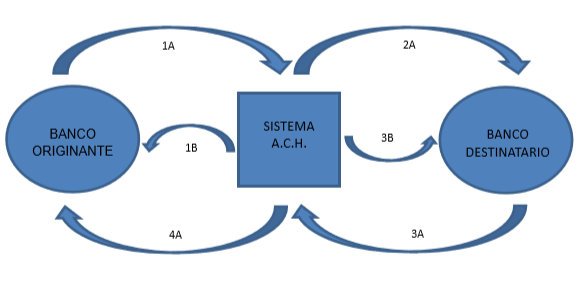 1A
2A
BANCO
ORIGINANTE
1B
SISTEMA
A.C.H.
3B
BANCO
DESTINATARIO
4A
3A